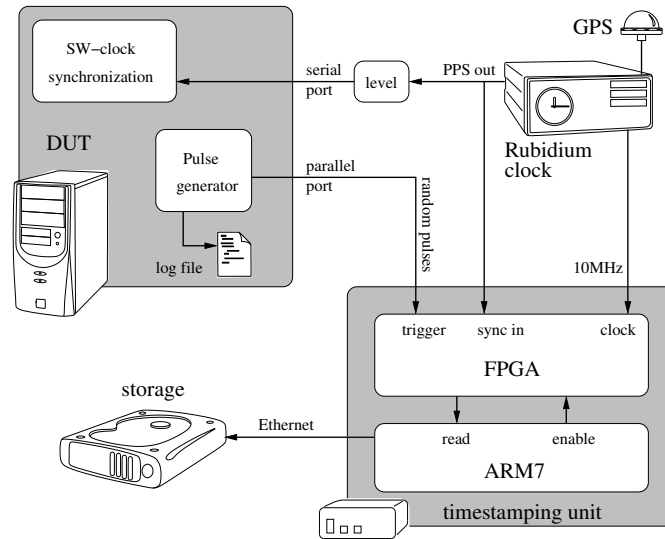 GPS
SW−clock
synchronization
serial
port
level
PPS out
Rubidium
clock
DUT
Pulse
generator
parallel
port
random pulses
log file
10MHz
trigger
sync in
clock
FPGA
storage
Ethernet
read
enable
ARM7
timestamping unit